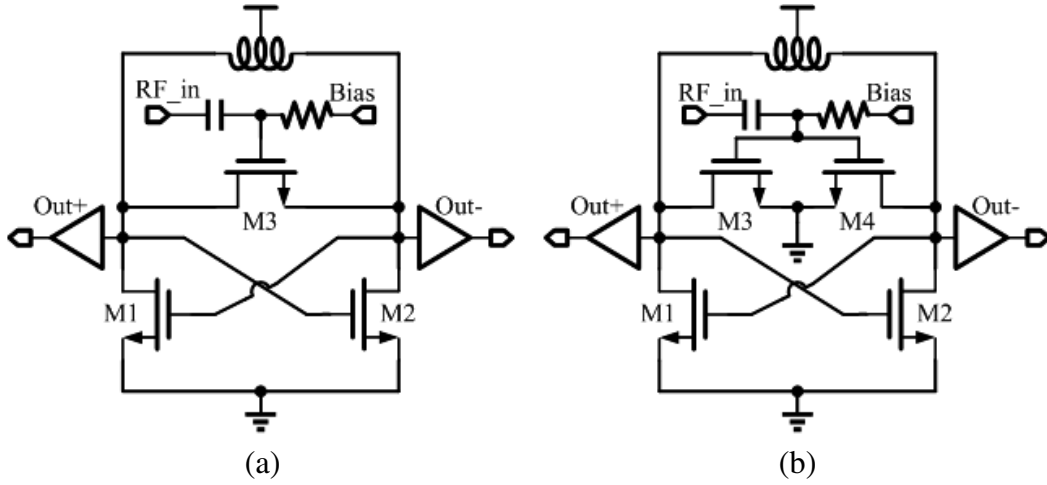 RF_in
Bias
M3
Out+
Out-
M1
M2
(a)
RF_in
Bias
M3
M4
Out+
Out-
M1
M2
(b)